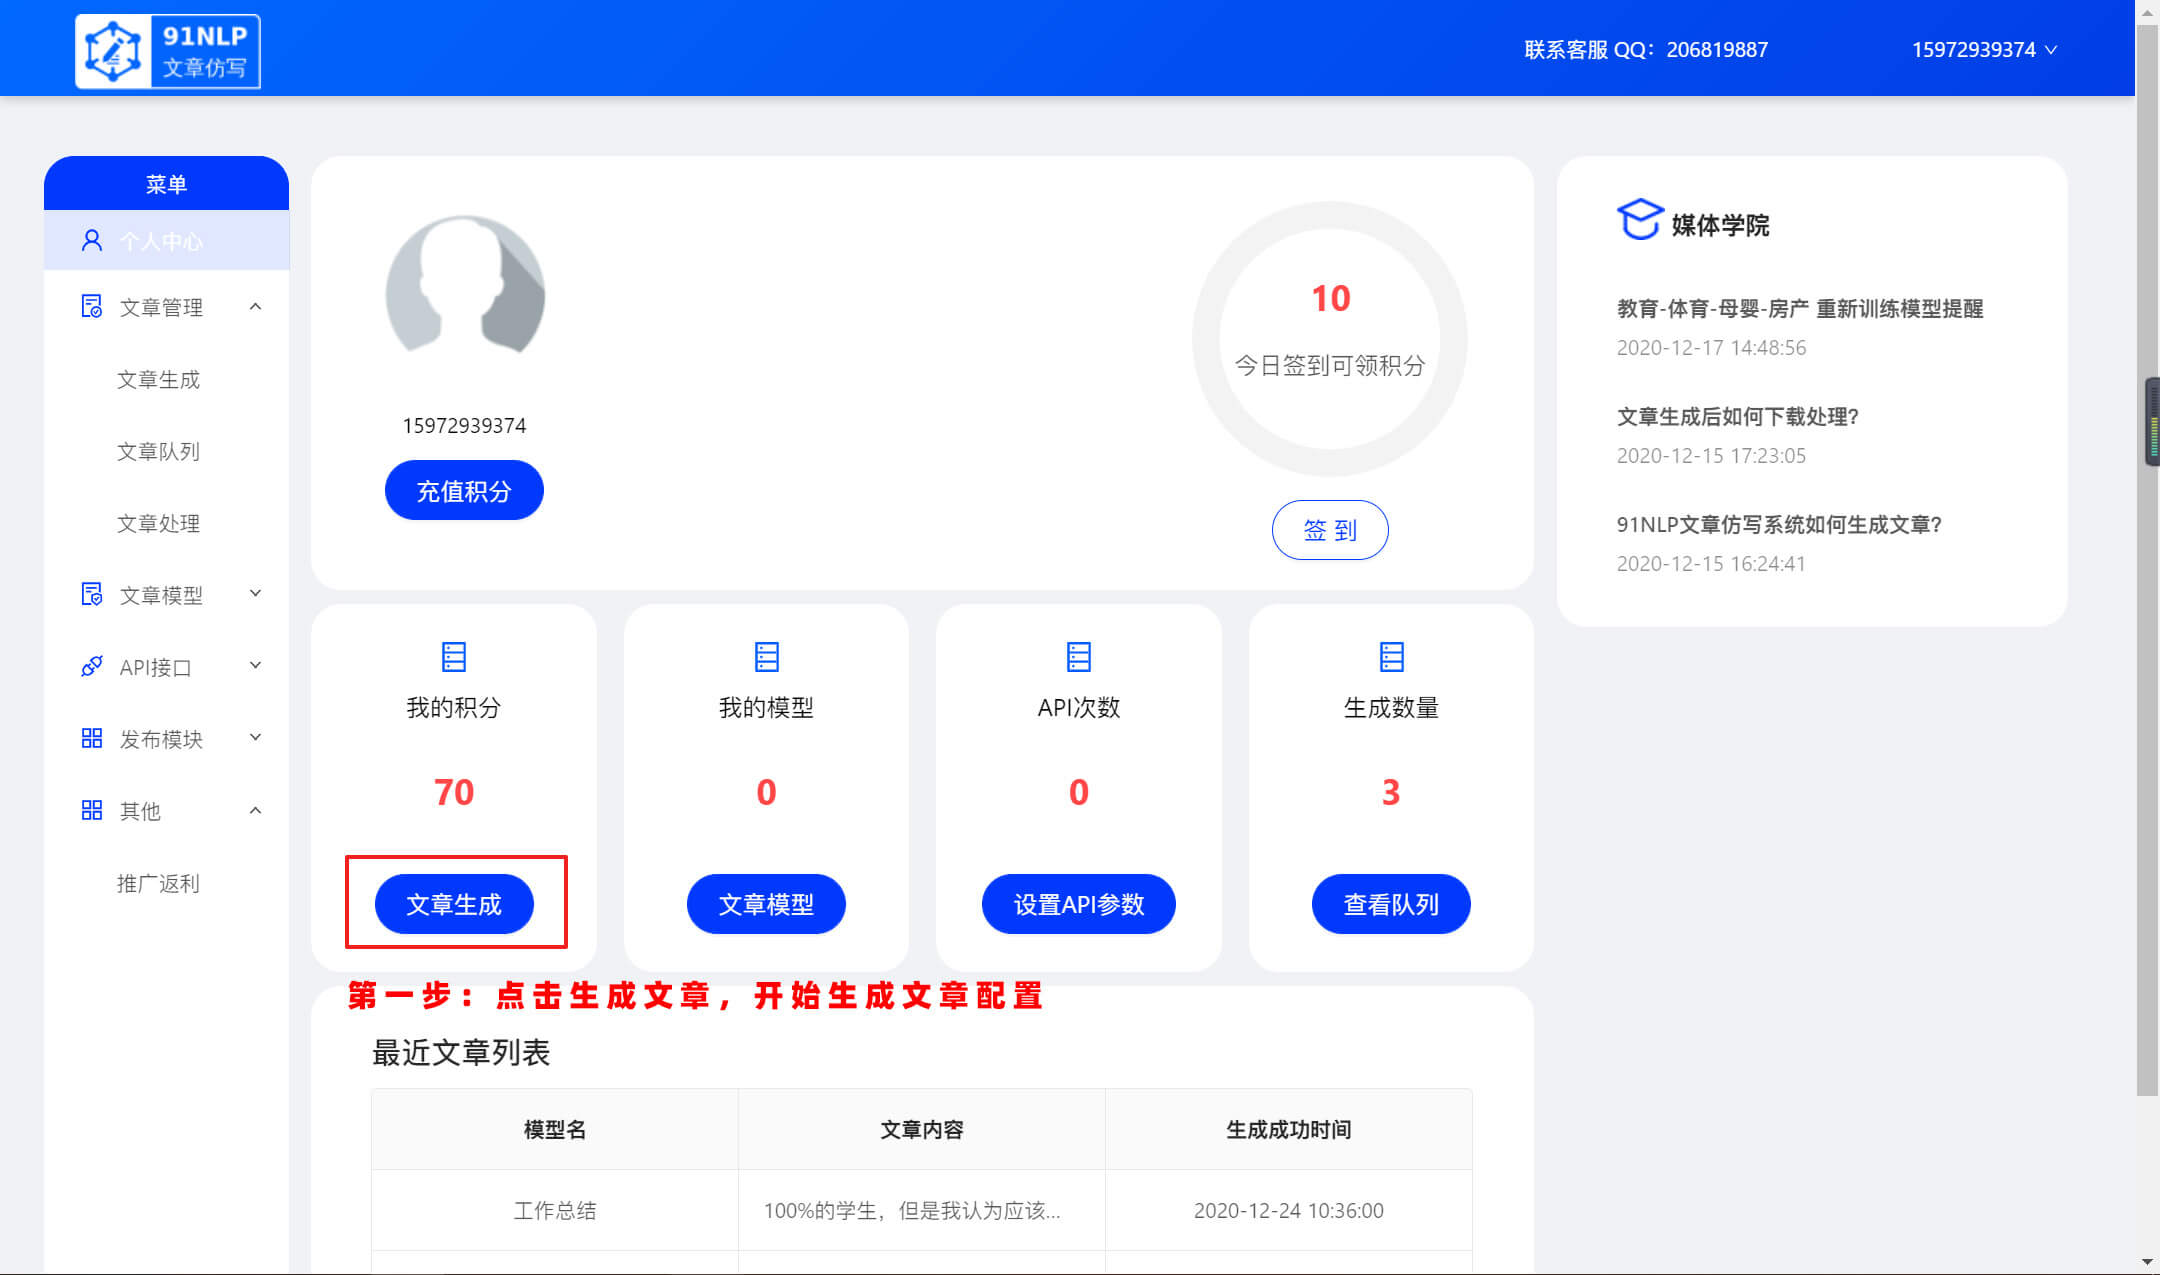 91NLP
文章仿写
联系客服 QQ：206819887
15972939374
菜单
个人中心
文章管理
文章生成
文章队列
文章处理
文章模型
API接口
发布模块
其他
推广返利
15972939374
充值积分
10
今日签到可领积分
签 到
媒体学院
教育-体育-母婴-房产 重新训练模型提醒
2020-12-17 14:48:56
文章生成后如何下载处理?
2020-12-15 17:23:05
91NLP文章仿写系统如何生成文章?
2020-12-15 16:24:41
我的积分
70
文章生成
我的模型
0
文章模型
API次数
0
设置API参数
生成数量
3
查看队列
第一步：点击生成文章，开始生成文章配置
最近文章列表
模型名 文章内容 生成成功时间
工作总结 100%的学生，但是我认为应该... 2020-12-24 10:36:00